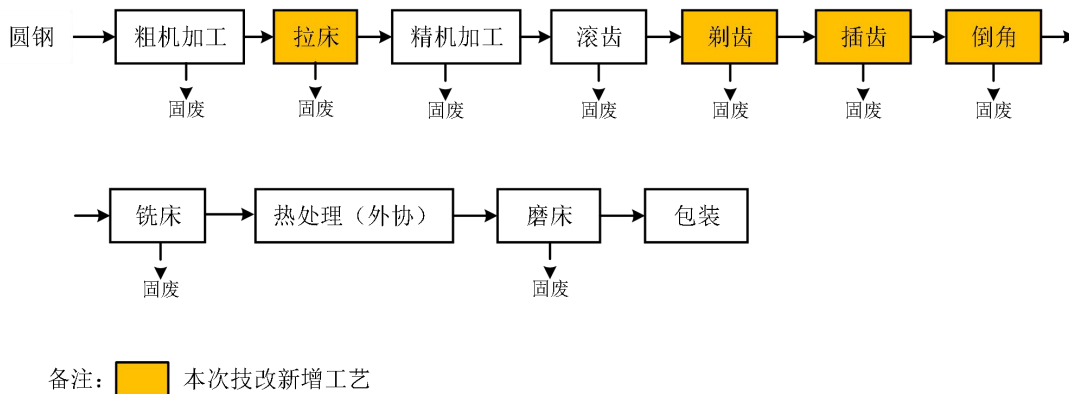 圆钢 粗机加工 拉床 精机加工 滚齿 剃齿 插齿 倒角
固废 固废 固废 固废 固废 固废 固废
铣床 热处理（外协） 磨床 包装
固废 固废
备注： 本次技改新增工艺